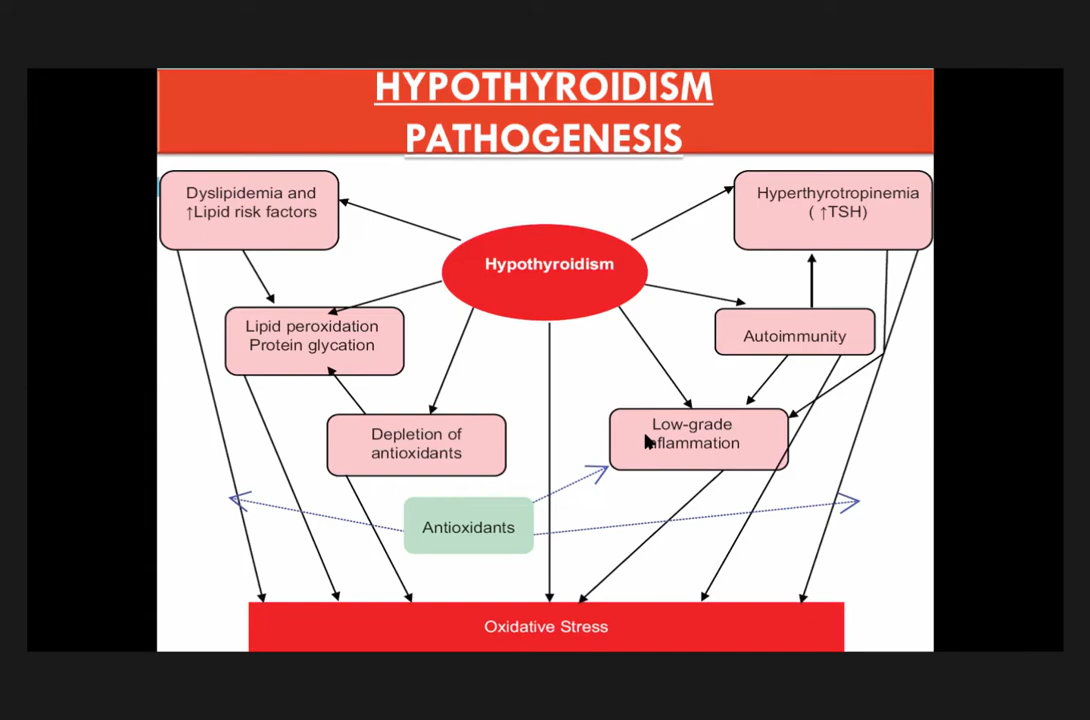 HYPOTHYROIDISM
PATHOGENESIS
Dyslipidemia and
↑Lipid risk factors
Hyperthyrotropinemia
( ↑TSH)
Hypothyroidism
Lipid peroxidation
Protein glycation
Autoimmunity
Depletion of
antioxidants
Low-grade
inflammation
Antioxidants
Oxidative Stress